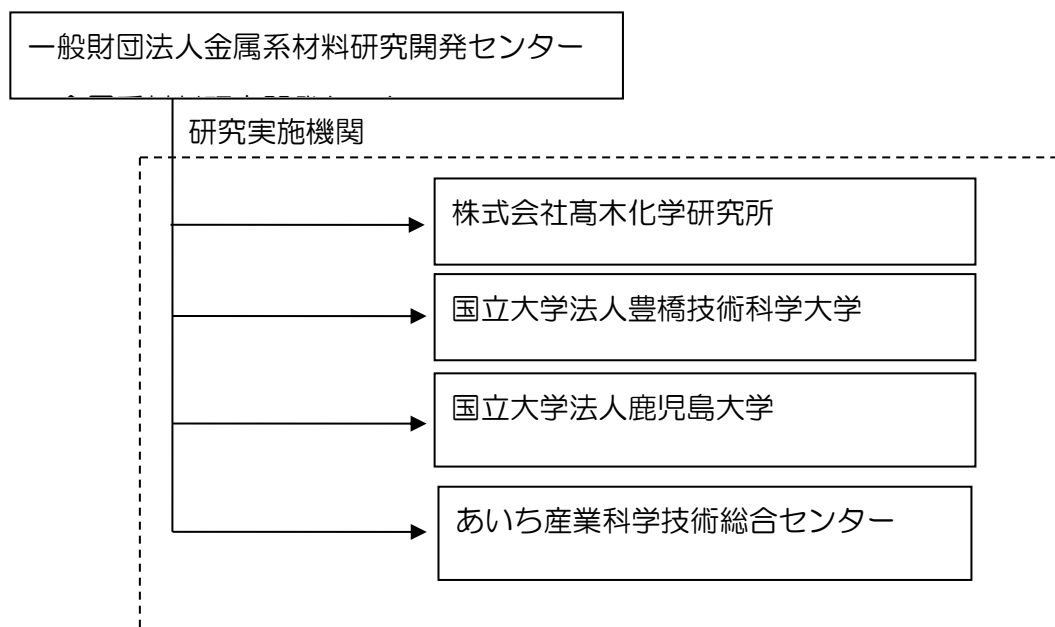 一般財団法人金属系材料研究開発センター
研究実施機関
株式会社髙木化学研究所
国立大学法人豊橋技術科学大学
国立大学法人鹿児島大学
あいち産業科学技術総合センター